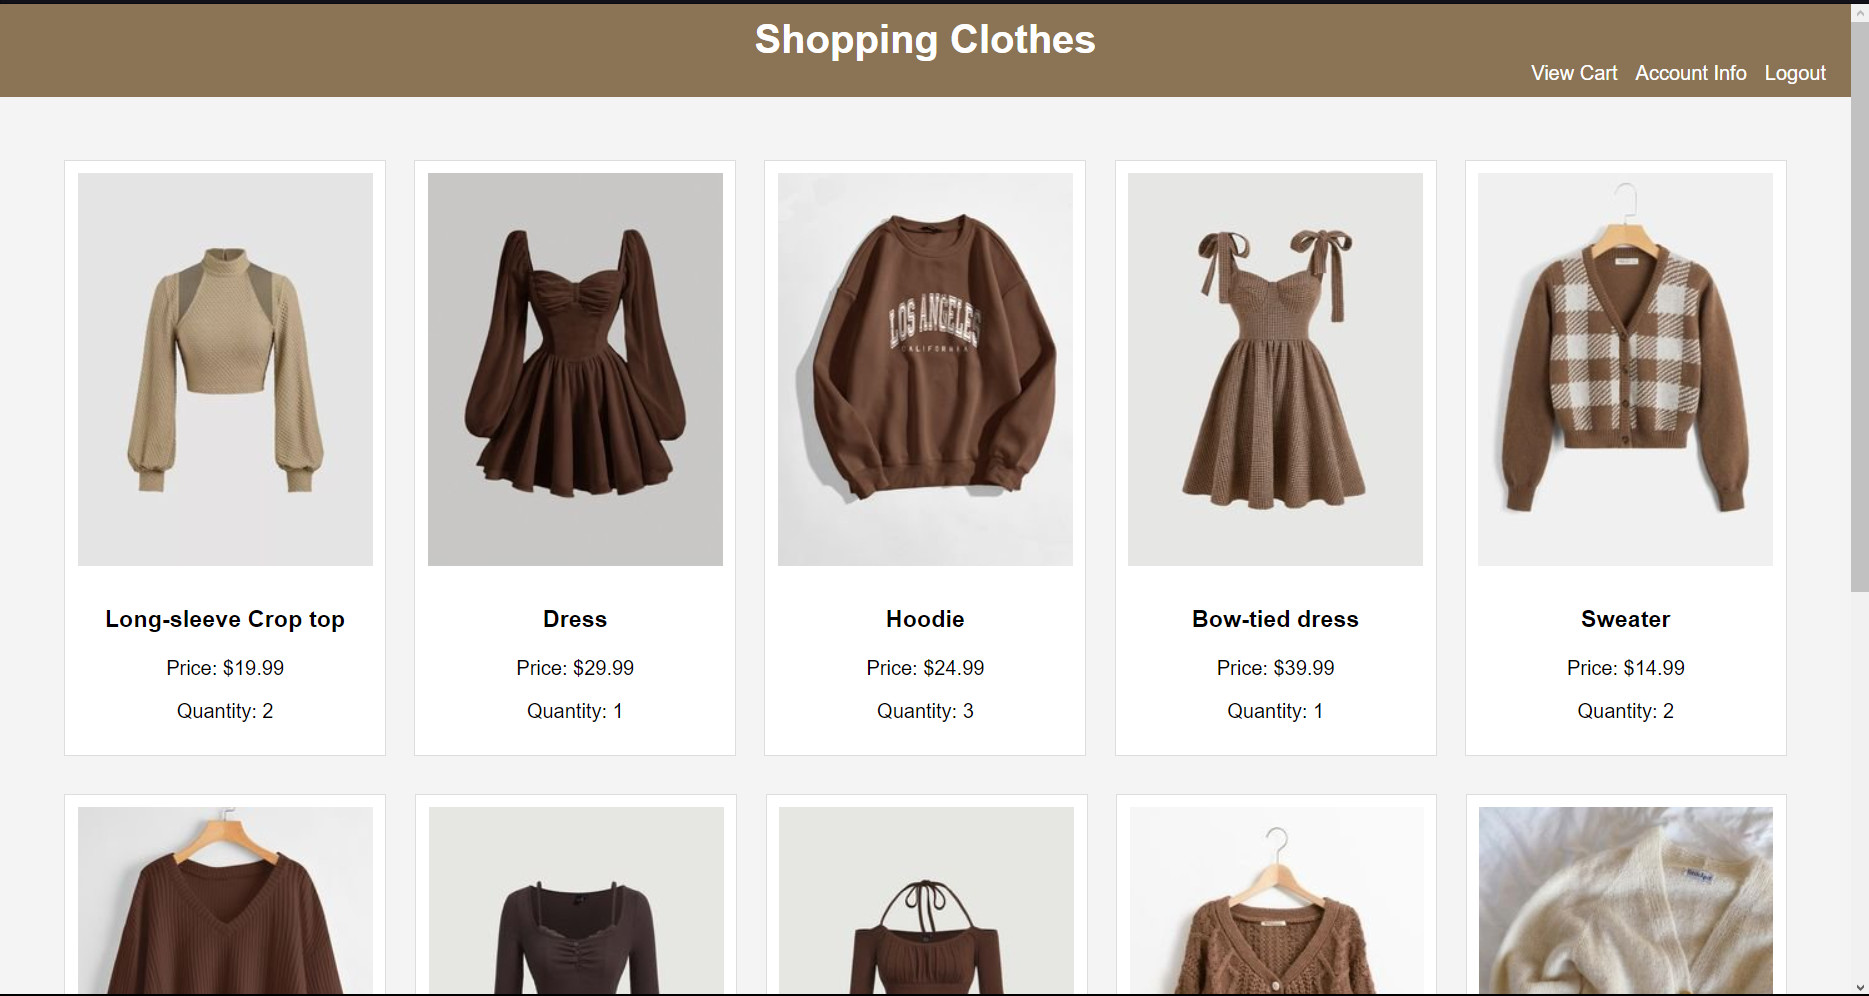 Shopping Clothes
View Cart Account Info Logout
LOS ANGELES
CALIFORNIA
Long-sleeve Crop top
Price: $19.99
Quantity: 2
Dress
Price: $29.99
Quantity: 1
Hoodie
Price: $24.99
Quantity: 3
Bow-tied dress
Price: $39.99
Quantity: 1
Sweater
Price: $14.99
Quantity: 2